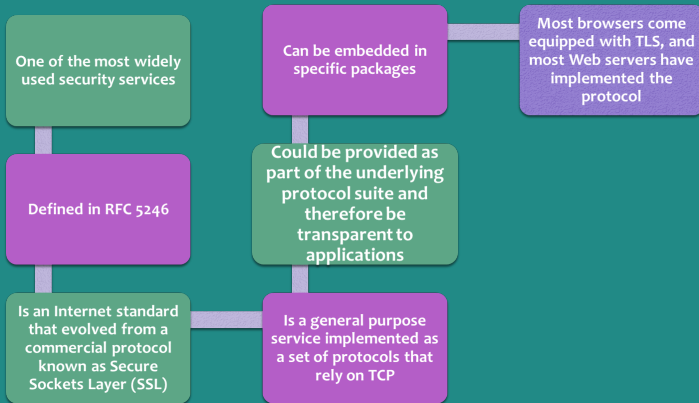 One of the most widely
used security services
Defined in RFC 5246
Is an Internet standard
that evolved from a
commercial protocol
known as Secure
Sockets Layer (SSL)
Is a general purpose
service implemented as
a set of protocols that
rely on TCP
Could be provided as
part of the underlying
protocol suite and
therefore be
transparent to
applications
Can be embedded in
specific packages
Most browsers come
equipped with TLS, and
most Web servers have
implemented the
protocol